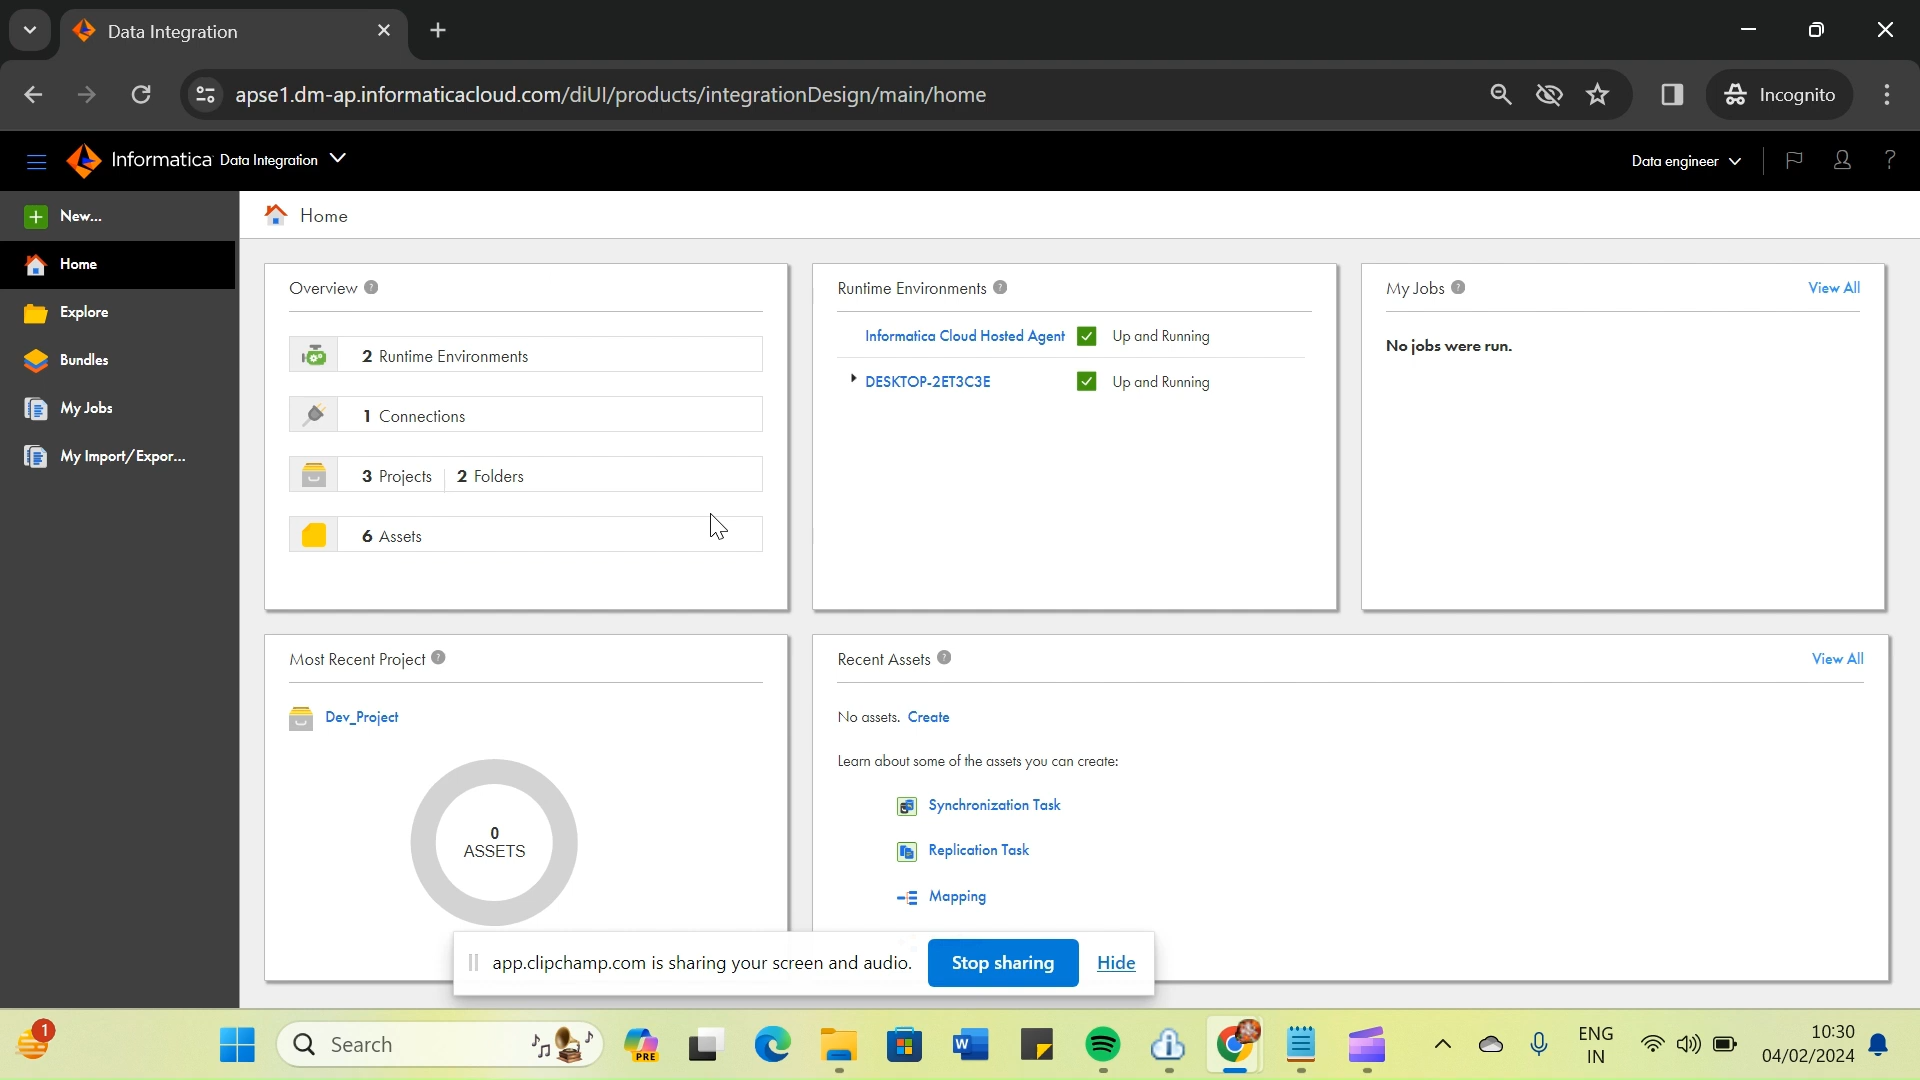 Data Integration
apse1.dm-ap.informaticacloud.com/diUI/products/integrationDesign/main/home
Incognito
Informatica Data Integration
Data engineer
?
New...
Home
Explore
Bundles
My Jobs
My Import/Expor...
Home
Overview ?
2 Runtime Environments
1 Connections
3 Projects 2 Folders
6 Assets
Runtime Environments ?
Informatica Cloud Hosted Agent Up and Running
DESKTOP-2ET3C3E Up and Running
My Jobs ? View All
No jobs were run.
Most Recent Project ?
Dev_Project
0
ASSETS
Recent Assets ? View All
No assets. Create
Learn about some of the assets you can create:
Synchronization Task
Replication Task
Mapping
app.clipchamp.com is sharing your screen and audio. Stop sharing Hide
1
Search
PRE
W
ENG
IN
10:30
04/02/2024